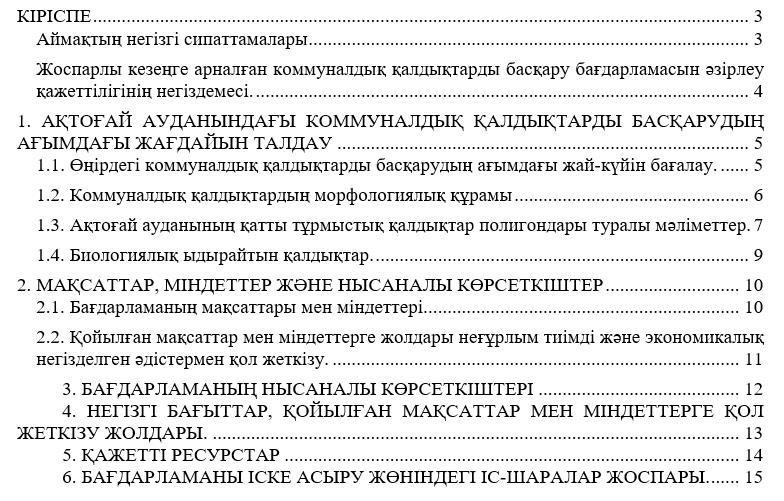 КІРІСПЕ ........ 3
Аймақтың негізгі сипаттамалары ........ 3
Жоспарлы кезеңге арналған коммуналдық қалдықтарды басқару бағдарламасын әзірлеу
қажеттілігінің негіздемесі. ........ 4
1. АҚТОҒАЙ АУДАНЫНДАҒЫ КОММУНАЛДЫҚ ҚАЛДЫҚТАРДЫ БАСҚАРУДЫҢ
АҒЫМДАҒЫ ЖАҒДАЙЫН ТАЛДАУ ........ 5
1.1. Өңірдегі коммуналдық қалдықтарды басқарудың ағымдағы жай-күйін бағалау. ...... 5
1.2. Коммуналдық қалдықтардың морфологиялық құрамы ........ 6
1.3. Ақтоғай ауданының қатты тұрмыстық қалдықтар полигондары туралы мәліметтер. 7
1.4. Биологиялық ыдырайтын қалдықтар. ........ 9
2. МАҚСАТТАР, МІНДЕТТЕР ЖӘНЕ НЫСАНАЛЫ КӨРСЕТКІШТЕР ........ 10
2.1. Бағдарламаның мақсаттары мен міндеттері. ........ 10
2.2. Қойылған мақсаттар мен міндеттерге жолдары неғұрлым тиімді және экономикалық
негізделген әдістермен қол жеткізу. ........ 11
3. БАҒДАРЛАМАНЫҢ НЫСАНАЛЫ КӨРСЕТКІШТЕРІ ........ 12
4. НЕГІЗГІ БАҒЫТТАР, ҚОЙЫЛҒАН МАҚСАТТАР МЕН МІНДЕТТЕРГЕ ҚОЛ
ЖЕТКІЗУ ЖОЛДАРЫ. ........ 13
5. ҚАЖЕТТІ РЕСУРСТАР ........ 14
6. БАҒДАРЛАМАНЫ ІСКЕ АСЫРУ ЖӨНІНДЕГІ ІС-ШАРАЛАР ЖОСПАРЫ. ...... 15